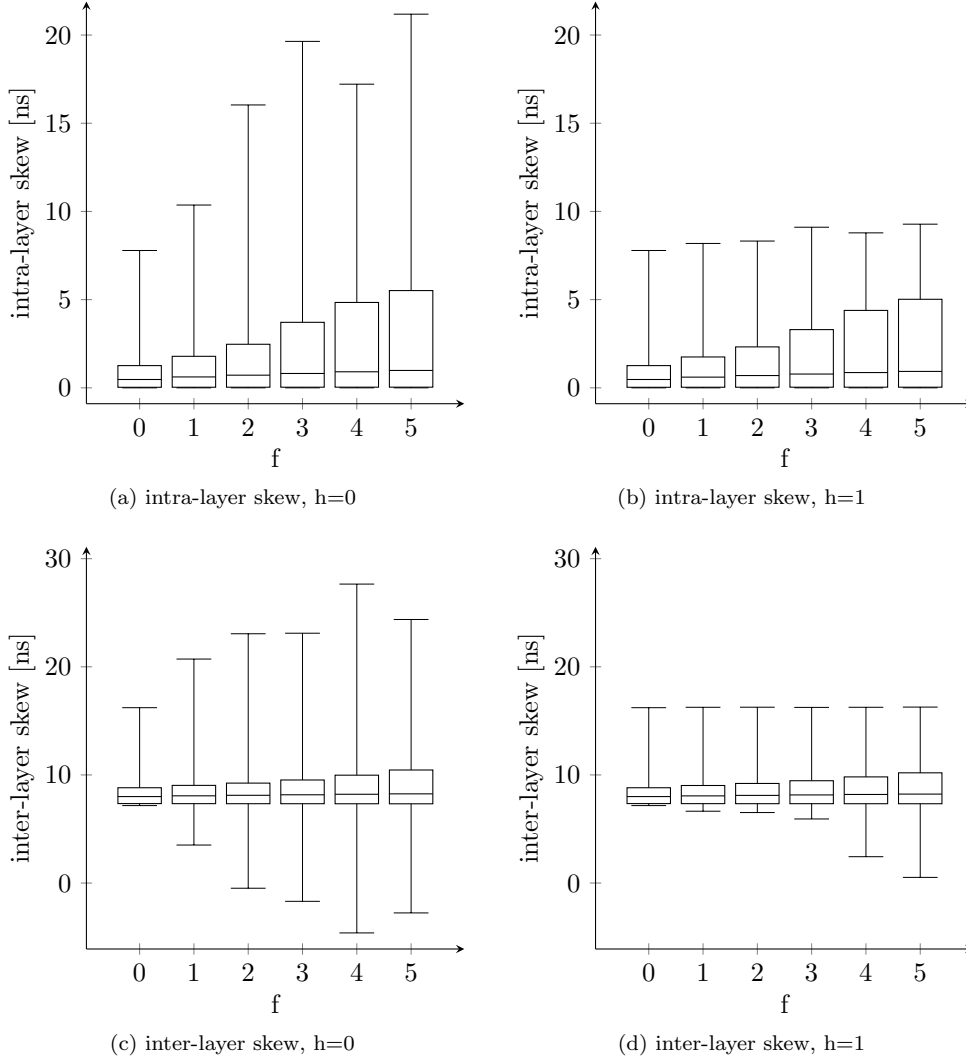 20
15
10
5
0
intra-layer skew [ns]
0 1 2 3 4 5
f
(a) intra-layer skew, h=0
20
15
10
5
0
intra-layer skew [ns]
0 1 2 3 4 5
f
(b) intra-layer skew, h=1
30
20
10
0
inter-layer skew [ns]
0 1 2 3 4 5
f
(c) inter-layer skew, h=0
30
20
10
0
inter-layer skew [ns]
0 1 2 3 4 5
f
(d) inter-layer skew, h=1